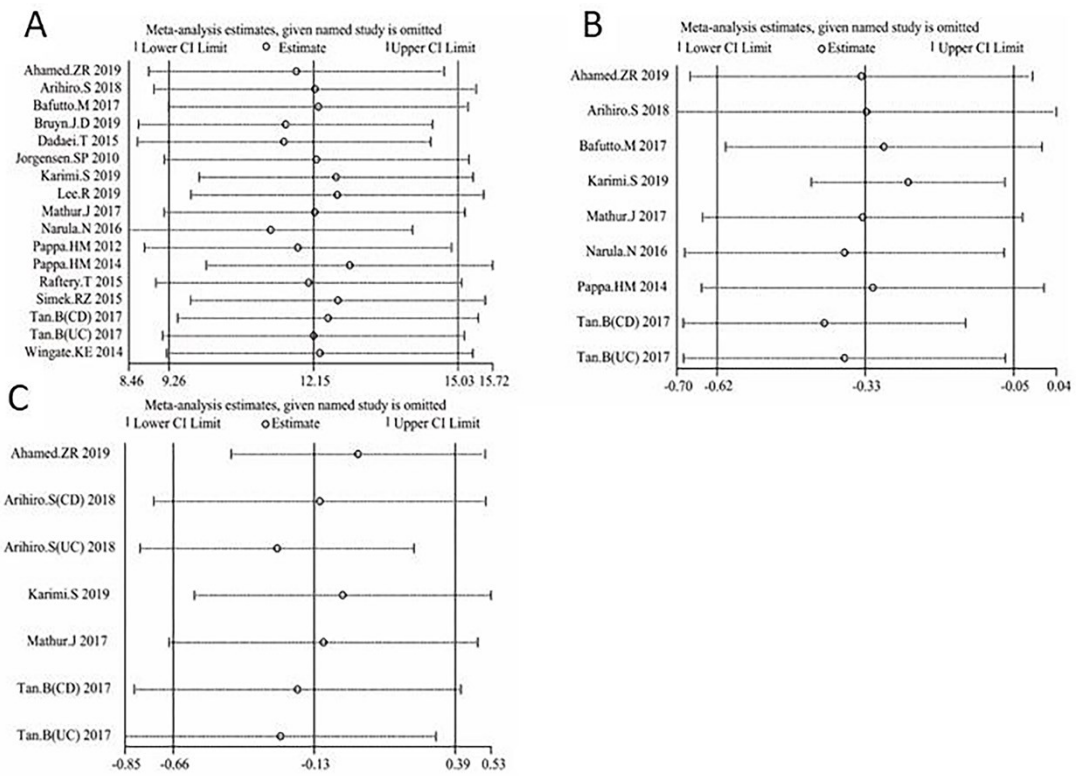 A
Meta-analysis estimates, given named study is omitted
Lower CI Limit Estimate Upper CI Limit
Ahamed.ZR 2019
Arihiro.S 2018
Bafutto.M 2017
Bruyn.J.D 2019
Dadaei.T 2015
Jorgensen.SP 2010
Karimi.S 2019
Lee.R 2019
Mathur.J 2017
Narula.N 2016
Pappa.HM 2012
Pappa.HM 2014
Raftery.T 2015
Simek.RZ 2015
Tan.B(CD) 2017
Tan.B(UC) 2017
Wingate.KE 2014
8.46 9.26 12.15 15.03 15.72
B
Meta-analysis estimates, given named study is omitted
Lower CI Limit Estimate Upper CI Limit
Ahamed.ZR 2019
Arihiro.S 2018
Bafutto.M 2017
Karimi.S 2019
Mathur.J 2017
Narula.N 2016
Pappa.HM 2014
Tan.B(CD) 2017
Tan.B(UC) 2017
-0.70 -0.62 -0.33 -0.05 0.04
C
Meta-analysis estimates, given named study is omitted
Lower CI Limit Estimate Upper CI Limit
Ahamed.ZR 2019
Arihiro.S(CD) 2018
Arihiro.S(UC) 2018
Karimi.S 2019
Mathur.J 2017
Tan.B(CD) 2017
Tan.B(UC) 2017
-0.85 -0.66 -0.13 0.39 0.53